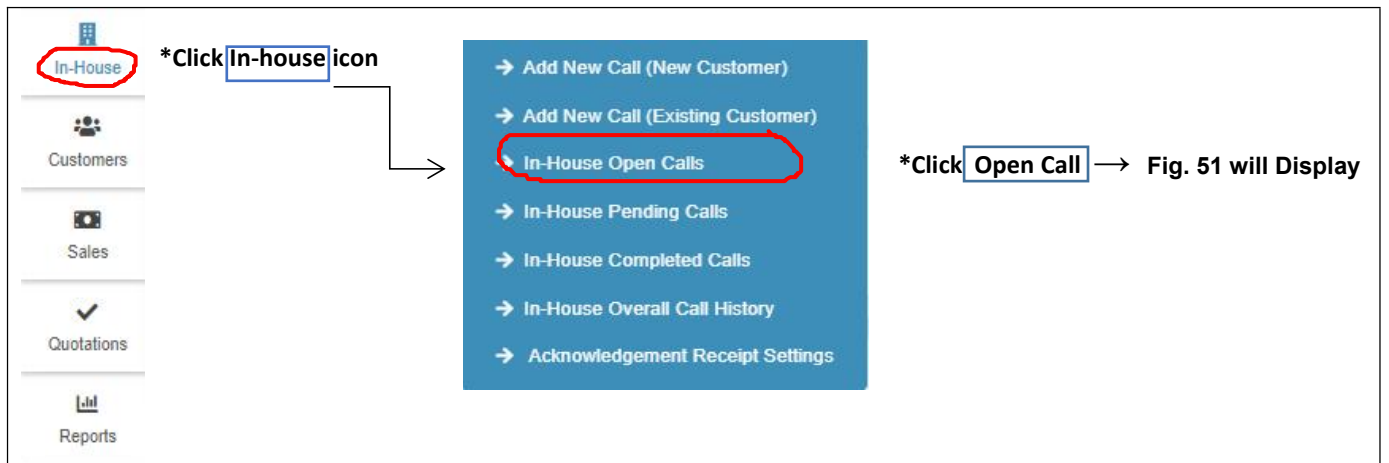 In-House
*Click In-house icon
Customers
Sales
Quotations
Reports
→ Add New Call (New Customer)
→ Add New Call (Existing Customer)
→ In-House Open Calls
→ In-House Pending Calls
→ In-House Completed Calls
→ In-House Overall Call History
→ Acknowledgement Receipt Settings
*Click Open Call → Fig. 51 will Display